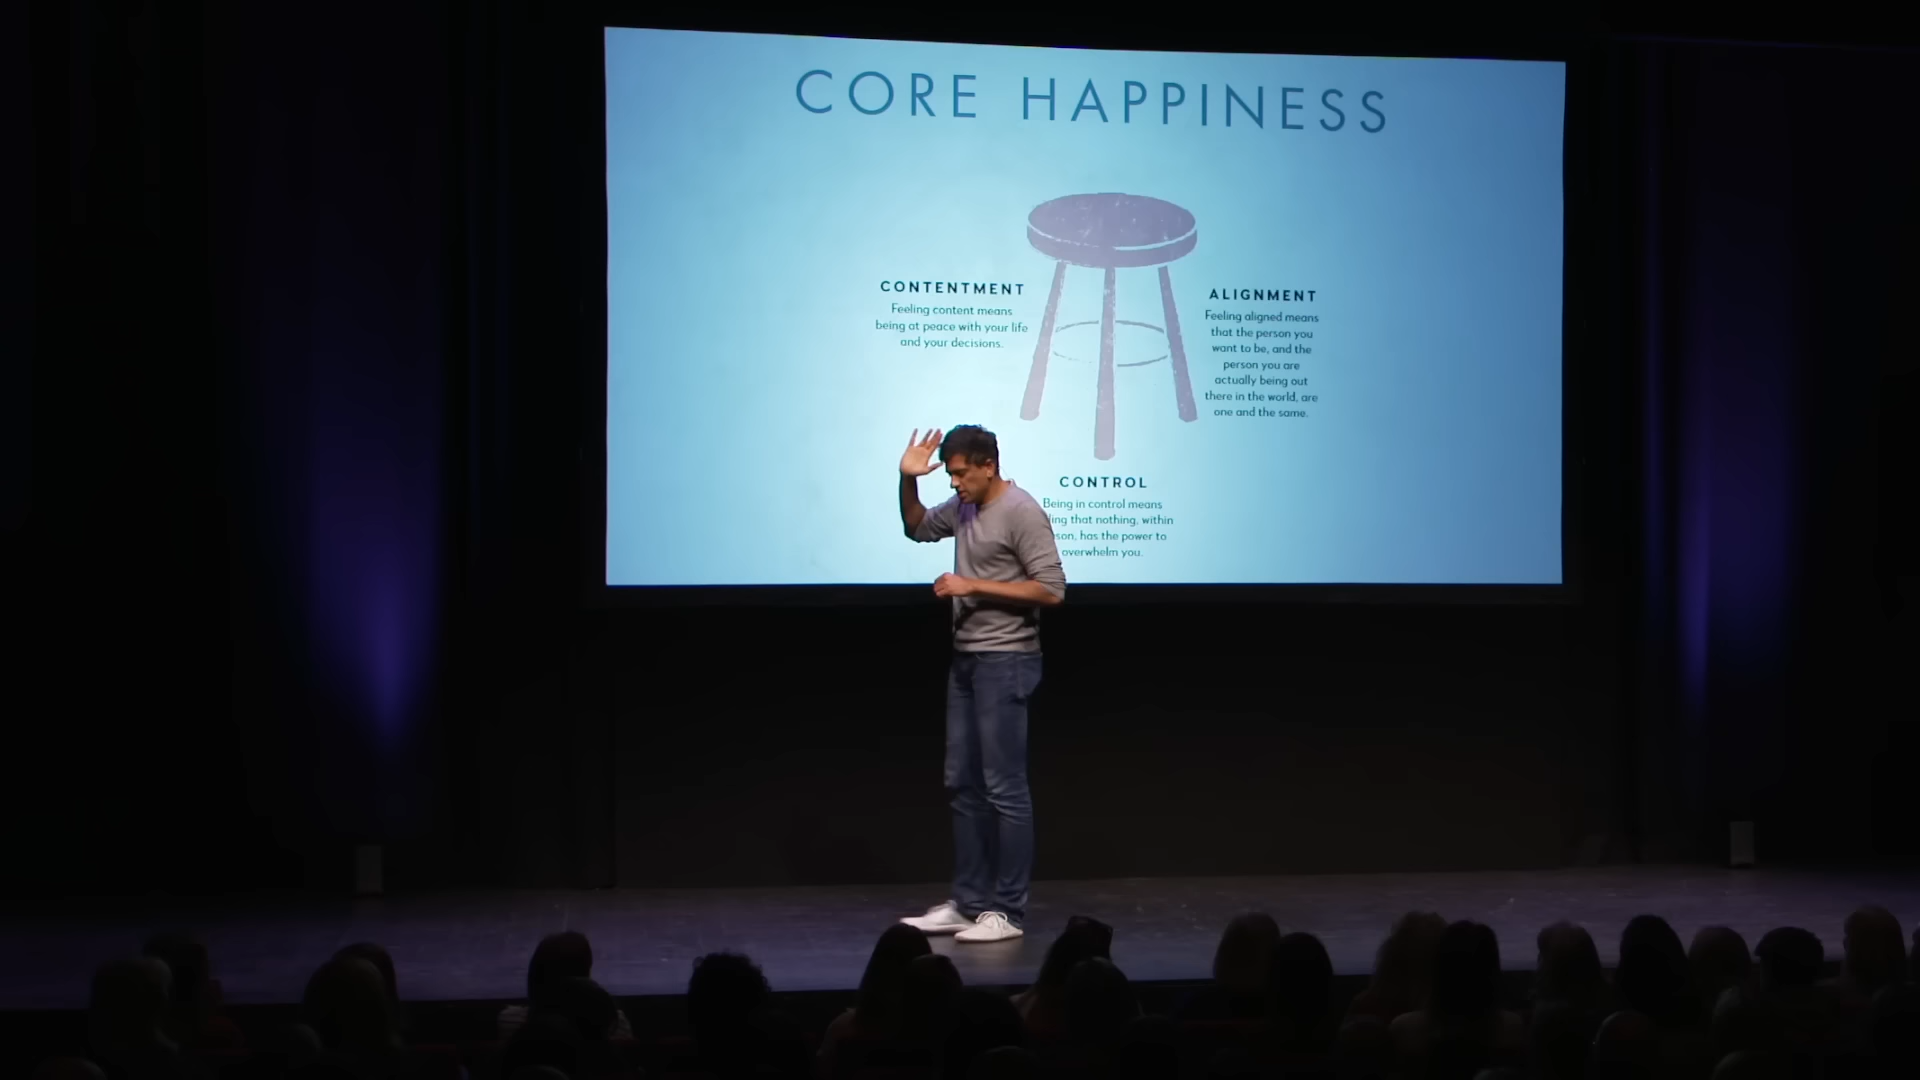 CORE HAPPINESS
CONTENTMENT
Feeling content means
being at peace with your life
and your decisions.
ALIGNMENT
Feeling aligned means
that the person you
want to be, and the
person you are
actually being out
there in the world, are
one and the same.
CONTROL
Being in control means
that nothing, within
has the power to
overwhelm you.